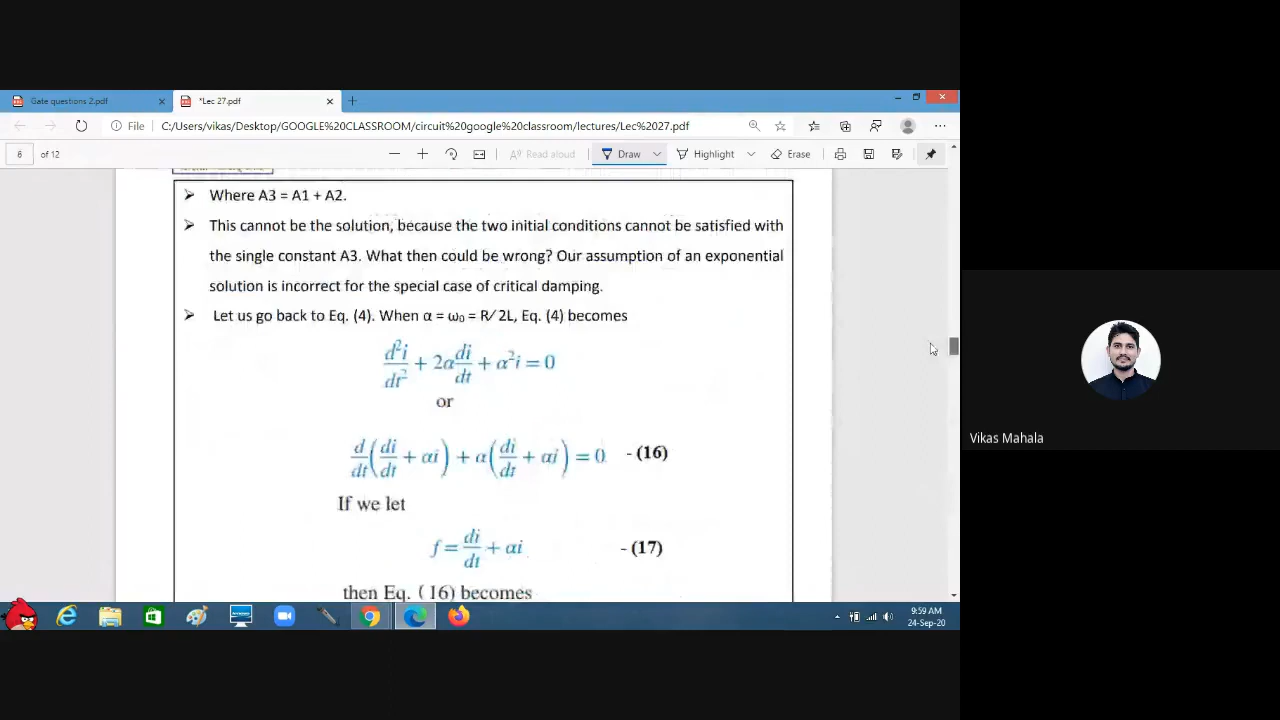 Gate questions 2.pdf
*Lec 27.pdf
File C:/Users/vikas/Desktop/GOOGLE%20CLASSROOM/circuit%20google%20classroom/lectures/Lec%2027.pdf
6 of 12 Read aloud Draw Highlight Erase
➢ Where A3 = A1 + A2.
➢ This cannot be the solution, because the two initial conditions cannot be satisfied with
the single constant A3. What then could be wrong? Our assumption of an exponential
solution is incorrect for the special case of critical damping.
➢ Let us go back to Eq. (4). When α = ω₀ = R/2L, Eq. (4) becomes
d²i/dt² + 2α di/dt + α²i = 0
or
d/dt(di/dt + αi) + α(di/dt + αi) = 0 - (16)
If we let
f = di/dt + αi - (17)
then Eq. (16) becomes
Vikas Mahala
9:59 AM
24-Sep-20